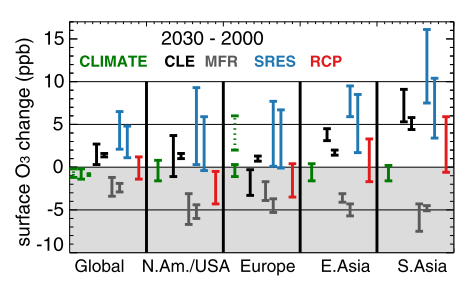 2030 - 2000
CLIMATE CLE MFR SRES RCP
surface O₃ change (ppb)
15
10
5
0
-5
-10
Global N.Am./USA Europe E.Asia S.Asia